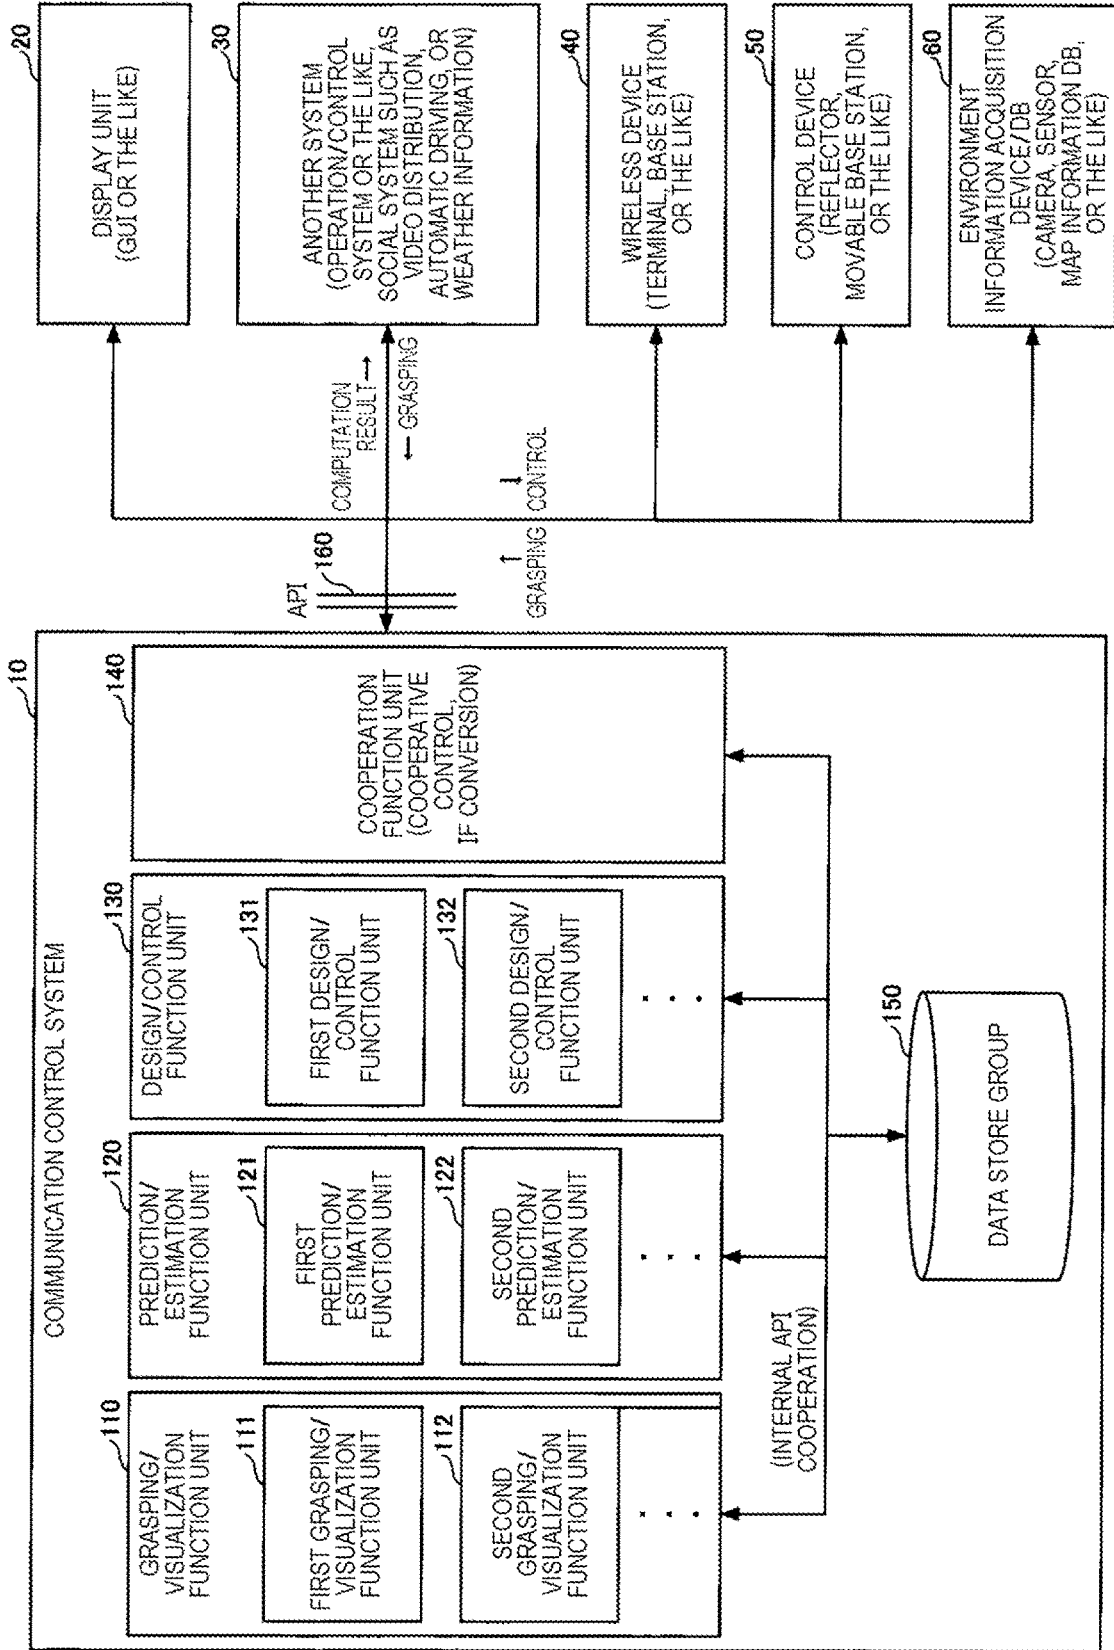 10
COMMUNICATION CONTROL SYSTEM
110
GRASPING/
VISUALIZATION
FUNCTION UNIT
111
FIRST GRASPING/
VISUALIZATION
FUNCTION UNIT
112
SECOND
GRASPING/
VISUALIZATION
FUNCTION UNIT
120
PREDICTION/
ESTIMATION
FUNCTION UNIT
121
FIRST
PREDICTION/
ESTIMATION
FUNCTION UNIT
122
SECOND
PREDICTION/
ESTIMATION
FUNCTION UNIT
130
DESIGN/CONTROL
FUNCTION UNIT
131
FIRST DESIGN/
CONTROL
FUNCTION UNIT
132
SECOND DESIGN/
CONTROL
FUNCTION UNIT
140
COOPERATION
FUNCTION UNIT
(COOPERATIVE
CONTROL,
IF CONVERSION)
(INTERNAL API
COOPERATION)
150
DATA STORE GROUP
API
160
COMPUTATION
RESULT →
← GRASPING
↑
GRASPING
↓
CONTROL
20
DISPLAY UNIT
(GUI OR THE LIKE)
30
ANOTHER SYSTEM
(OPERATION/CONTROL
SYSTEM OR THE LIKE,
SOCIAL SYSTEM SUCH AS
VIDEO DISTRIBUTION,
AUTOMATIC DRIVING, OR
WEATHER INFORMATION)
40
WIRELESS DEVICE
(TERMINAL, BASE STATION,
OR THE LIKE)
50
CONTROL DEVICE
(REFLECTOR,
MOVABLE BASE STATION,
OR THE LIKE)
60
ENVIRONMENT
INFORMATION ACQUISITION
DEVICE/DB
(CAMERA, SENSOR,
MAP INFORMATION DB,
OR THE LIKE)